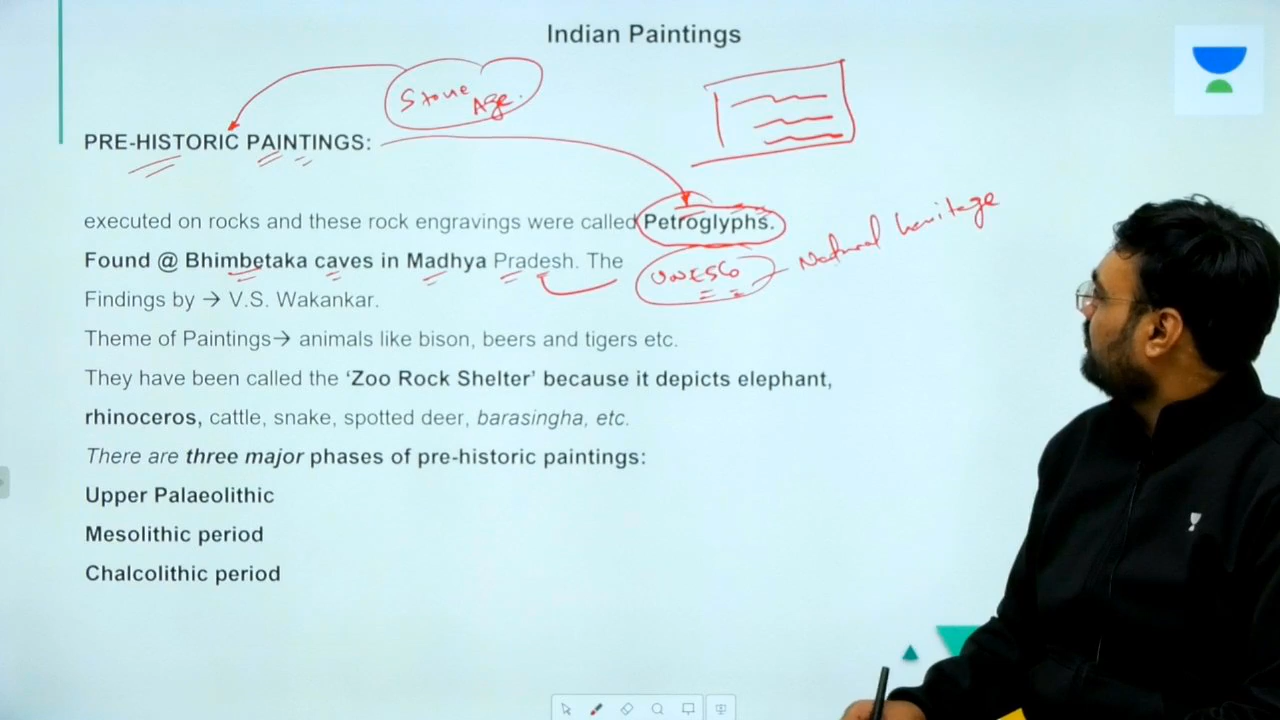 Indian Paintings
Stone Age.
PRE-HISTORIC PAINTINGS:
executed on rocks and these rock engravings were called Petroglyphs.
Natural heritage
Found @ Bhimbetaka caves in Madhya Pradesh. The UNESCO
Findings by → V.S. Wakankar.
Theme of Paintings→ animals like bison, beers and tigers etc.
They have been called the ‘Zoo Rock Shelter’ because it depicts elephant,
rhinoceros, cattle, snake, spotted deer, barasingha, etc.
There are three major phases of pre-historic paintings:
Upper Palaeolithic
Mesolithic period
Chalcolithic period